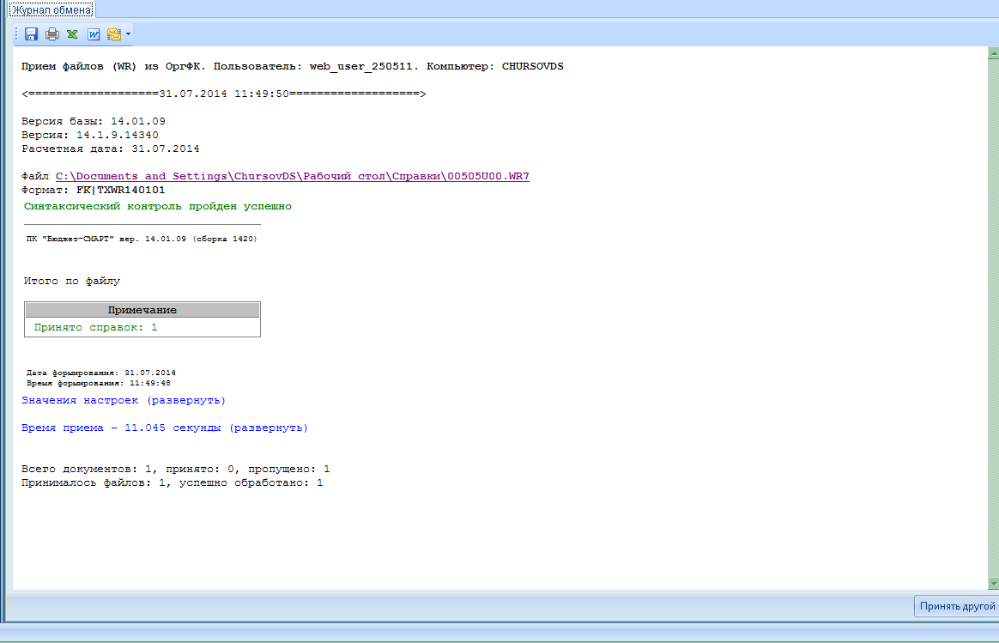 Журнал обмена
Прием файлов (WR) из ОргФК. Пользователь: web_user_250511. Компьютер: CHURSOVDS
<===================31.07.2014 11:49:50===================>
Версия базы: 14.01.09
Версия: 14.1.9.14340
Расчетная дата: 31.07.2014
Файл C:\Documents and Settings\ChursovDS\Рабочий стол\Справки\00505U00.WR7
Формат: FK|TXWR140101
Синтаксический контроль пройден успешно
ПК "Бюджет-СМАРТ" вер. 14.01.09 (сборка 1420)
Итого по файлу
Примечание
Принято справок: 1
Дата формирования: 31.07.2014
Время формирования: 11:49:48
Значения настроек (развернуть)
Время приема - 11.045 секунды (развернуть)
Всего документов: 1, принято: 0, пропущено: 1
Принималось файлов: 1, успешно обработано: 1
Принять другой